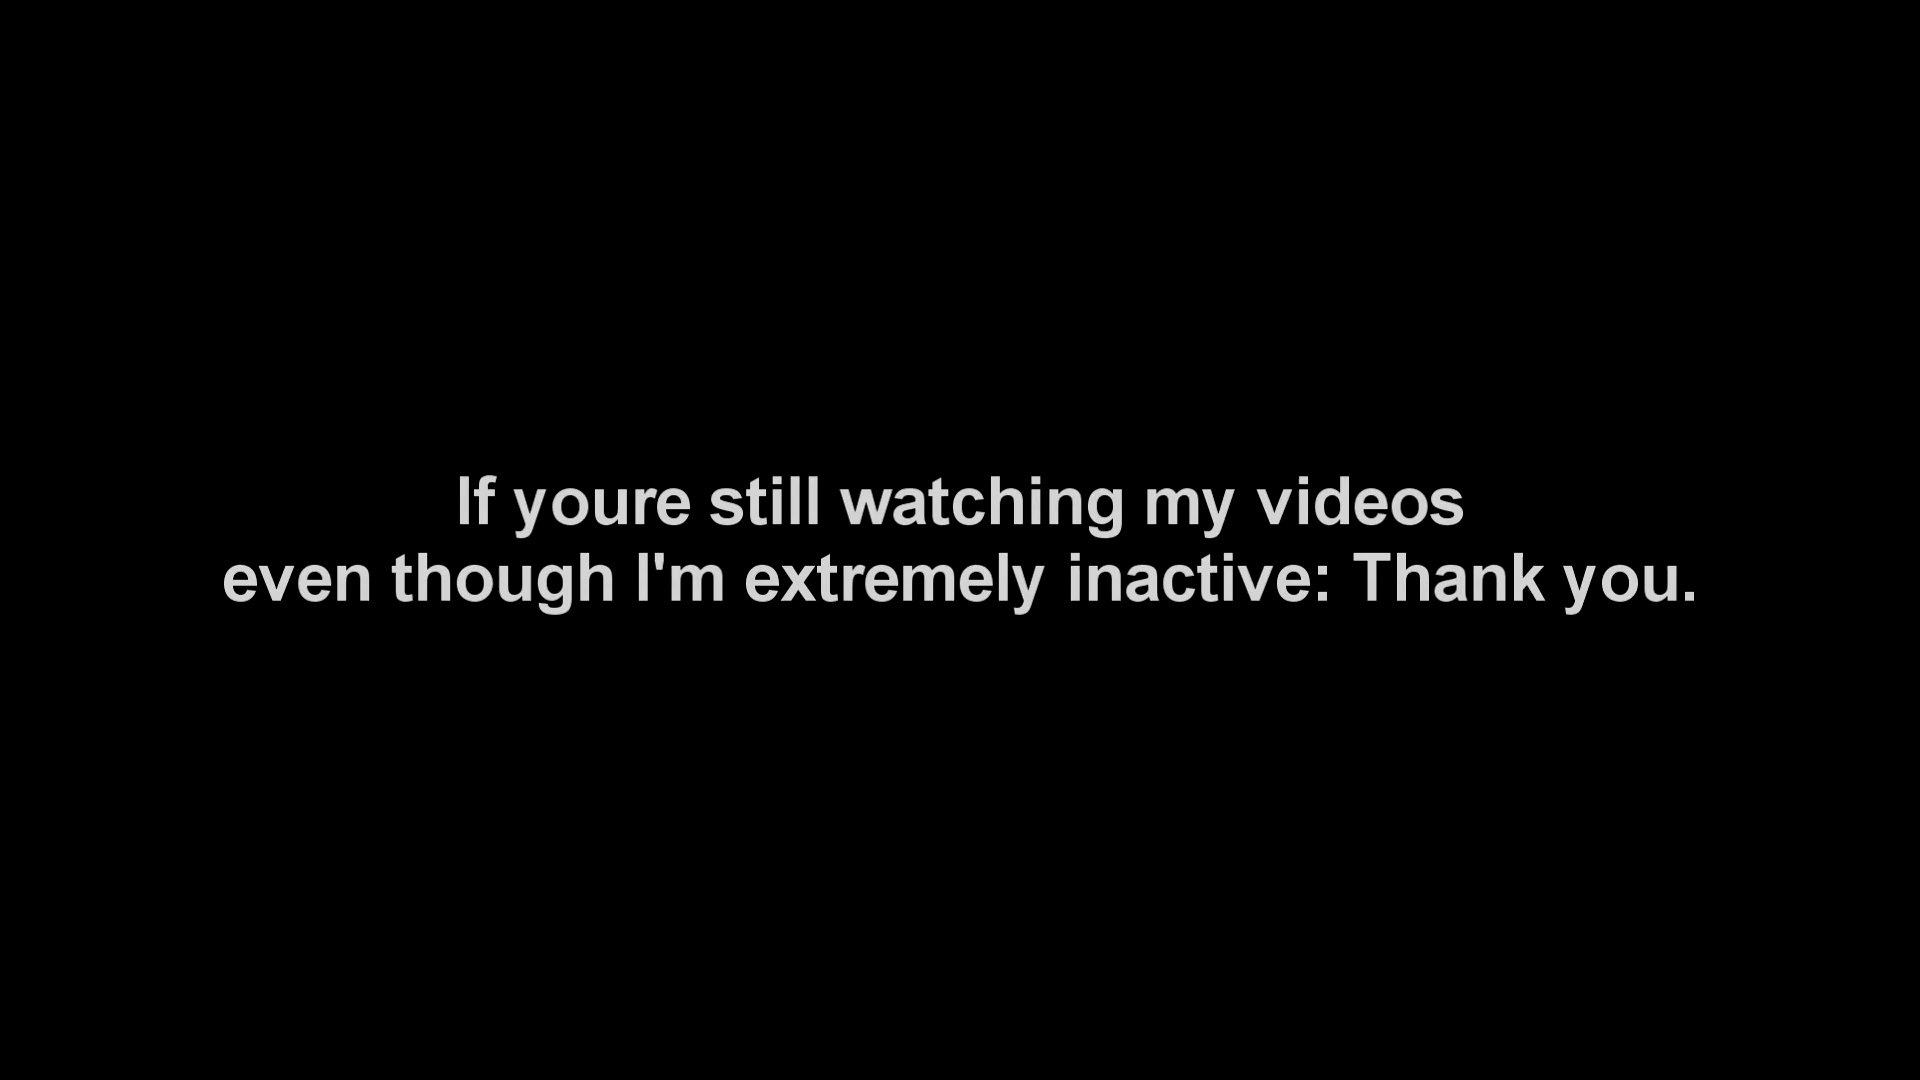 If youre still watching my videos
even though I'm extremely inactive: Thank you.